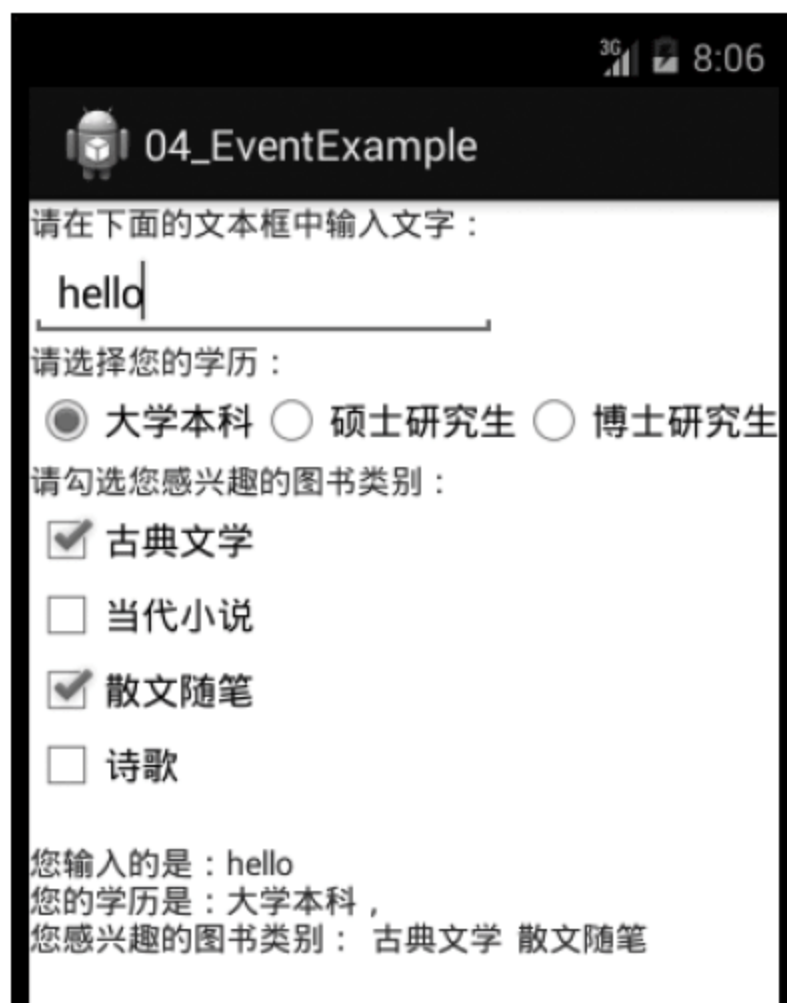 3G 8:06
04_EventExample
请在下面的文本框中输入文字：
hello
请选择您的学历：
大学本科 硕士研究生 博士研究生
请勾选您感兴趣的图书类别：
古典文学
当代小说
散文随笔
诗歌
您输入的是：hello
您的学历是：大学本科，
您感兴趣的图书类别： 古典文学 散文随笔